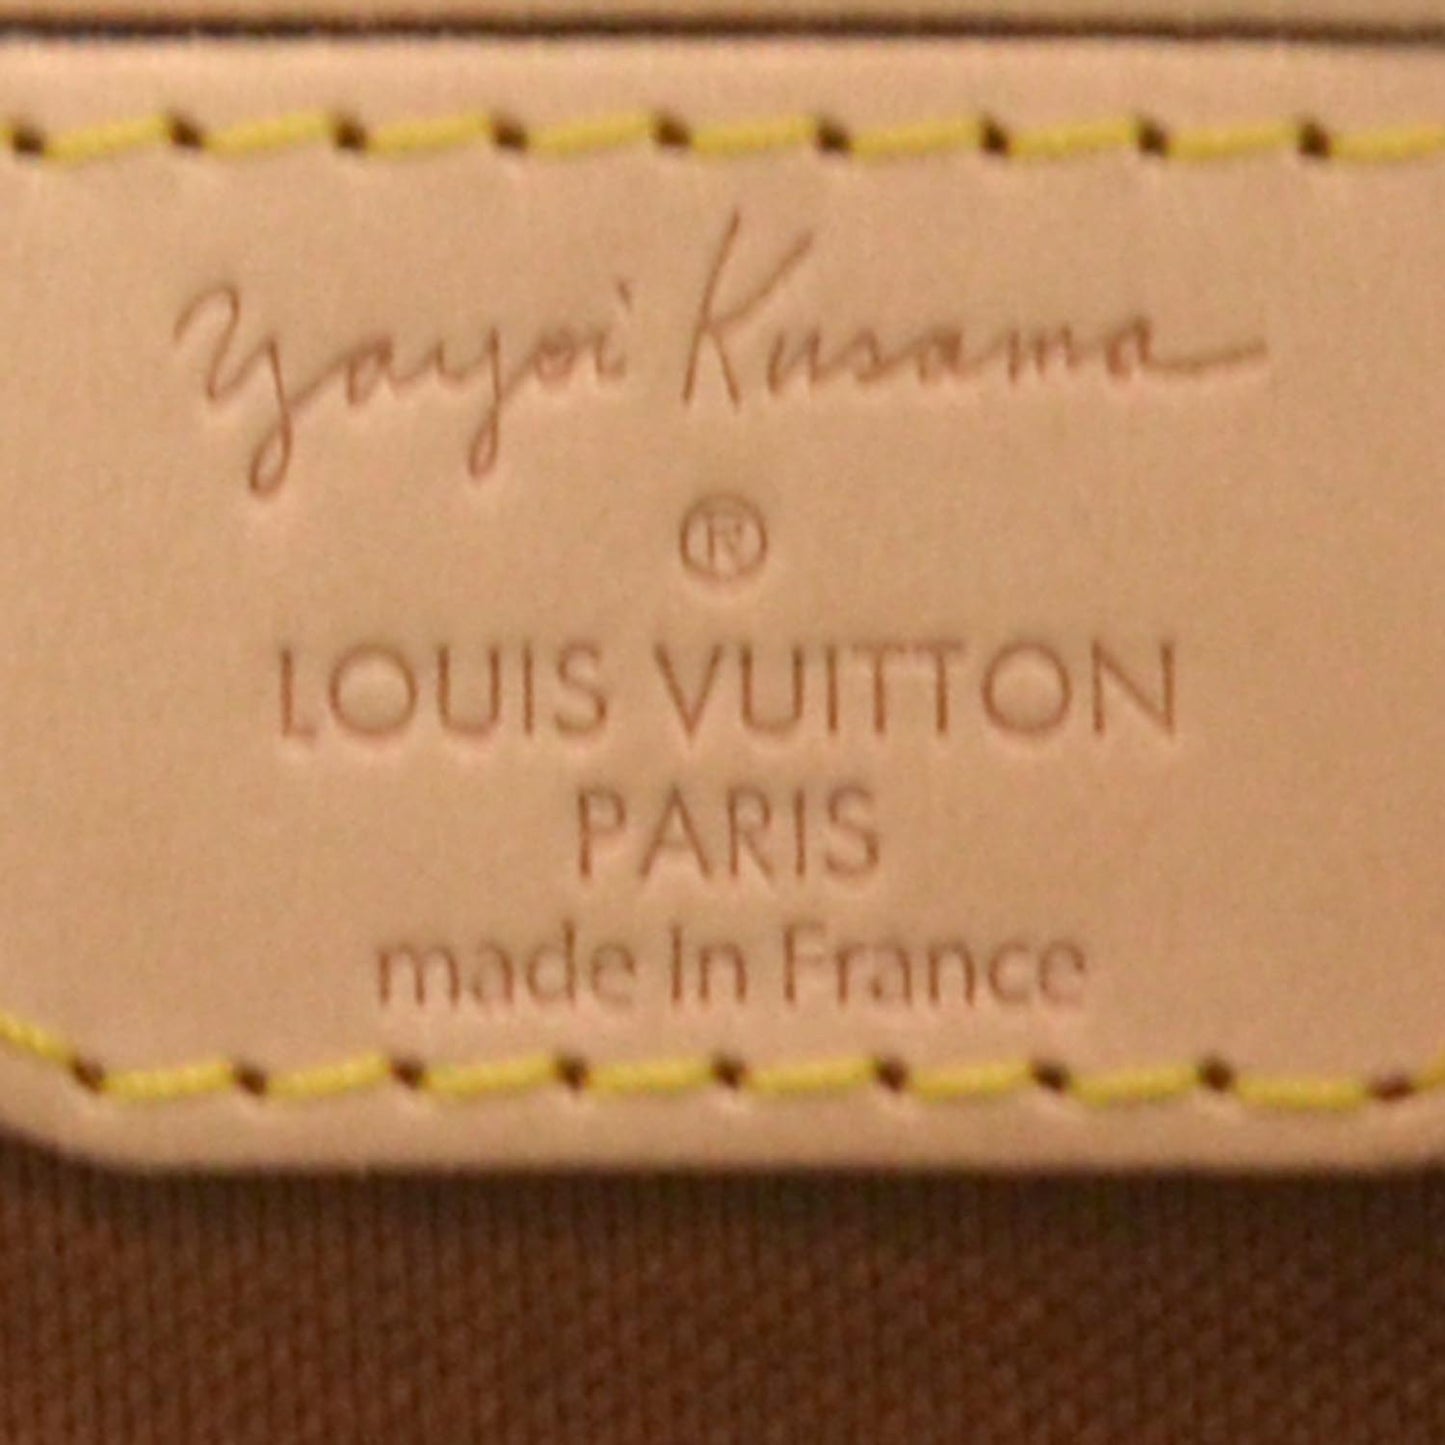 yayoi Kusama
®
LOUIS VUITTON
PARIS
made In France